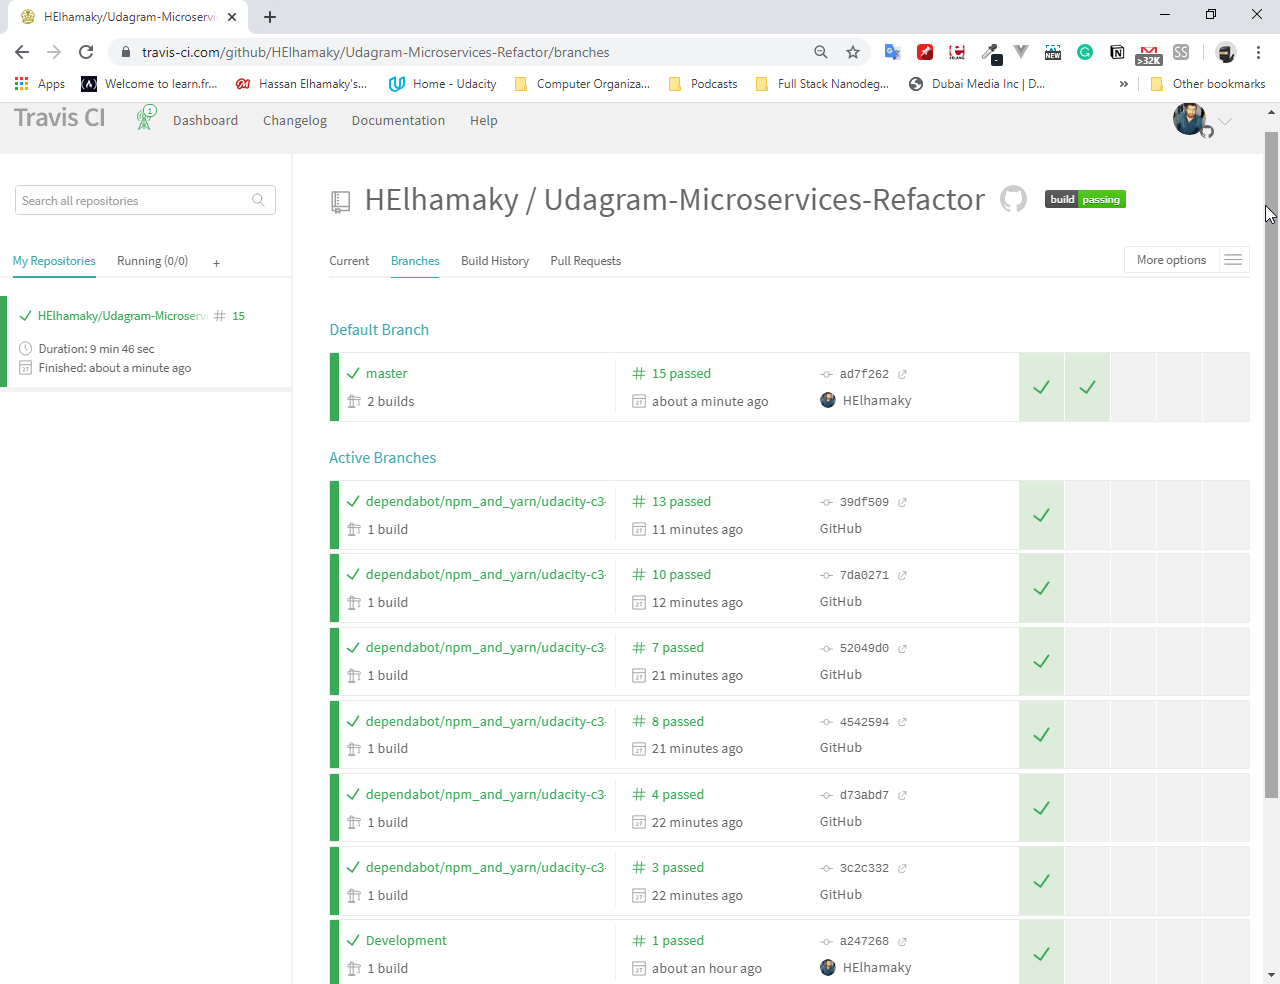 HElhamaky/Udagram-Microservic
travis-ci.com/github/HElhamaky/Udagram-Microservices-Refactor/branches
NEW
>32K
SS
Apps
Welcome to learn.fr...
Hassan Elhamaky's...
Home - Udacity
Computer Organiza...
Podcasts
Full Stack Nanodeg...
Dubai Media Inc | D...
»
Other bookmarks
Travis CI
1
Dashboard
Changelog
Documentation
Help
Search all repositories
My Repositories
Running (0/0)
+
HElhamaky/Udagram-Microserv
# 15
Duration: 9 min 46 sec
Finished: about a minute ago
HElhamaky / Udagram-Microservices-Refactor
build passing
Current
Branches
Build History
Pull Requests
More options
Default Branch
master
# 15 passed
ad7f262
2 builds
about a minute ago
HElhamaky
Active Branches
dependabot/npm_and_yarn/udacity-c3-
# 13 passed
39df509
1 build
11 minutes ago
GitHub
dependabot/npm_and_yarn/udacity-c3-
# 10 passed
7da0271
1 build
12 minutes ago
GitHub
dependabot/npm_and_yarn/udacity-c3-
# 7 passed
52049d0
1 build
21 minutes ago
GitHub
dependabot/npm_and_yarn/udacity-c3-
# 8 passed
4542594
1 build
21 minutes ago
GitHub
dependabot/npm_and_yarn/udacity-c3-
# 4 passed
d73abd7
1 build
22 minutes ago
GitHub
dependabot/npm_and_yarn/udacity-c3-
# 3 passed
3c2c332
1 build
22 minutes ago
GitHub
Development
# 1 passed
a247268
1 build
about an hour ago
HElhamaky